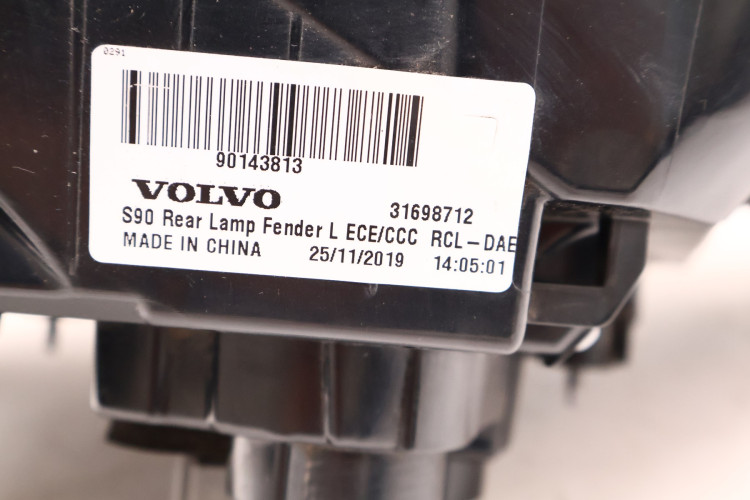 0291
90143813
VOLVO 31698712
S90 Rear Lamp Fender L ECE/CCC RCL-DAE
MADE IN CHINA 25/11/2019 14:05:01